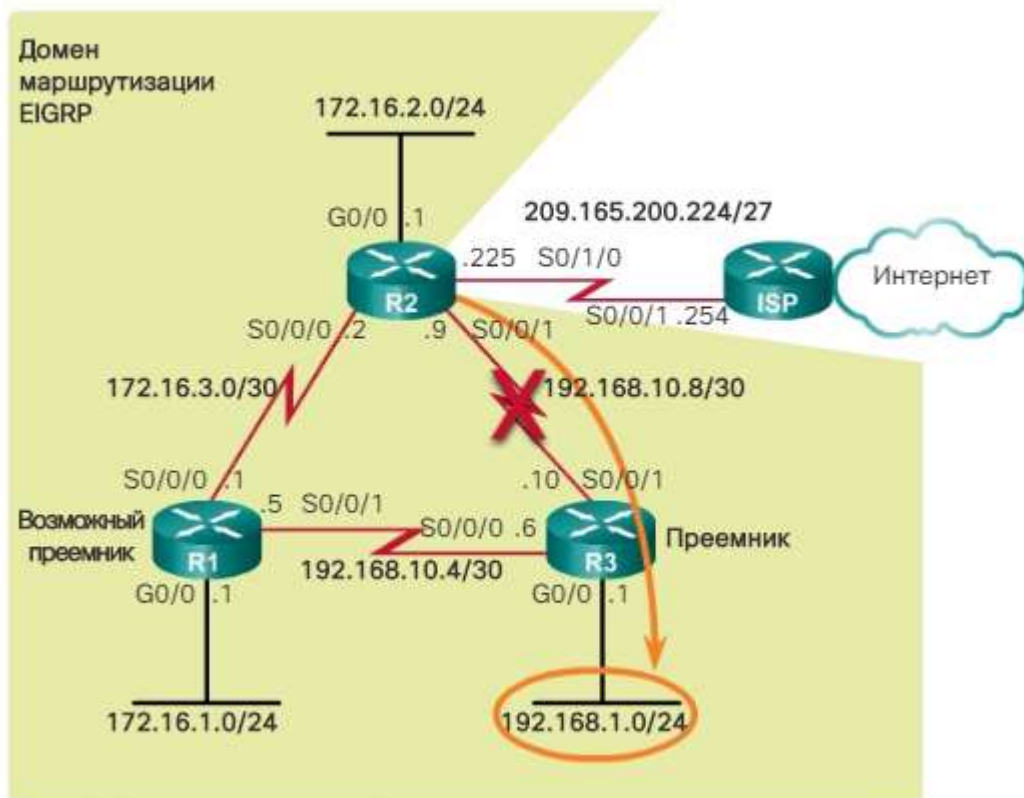 Домен
маршрутизации
EIGRP
172.16.2.0/24
G0/0 .1
209.165.200.224/27
.225 S0/1/0
Интернет
R2
ISP
S0/0/1 .254
S0/0/0 .2
.9 S0/0/1
172.16.3.0/30
192.168.10.8/30
S0/0/0 .1
.10 S0/0/1
.5 S0/0/1
Возможный
преемник
S0/0/0 .6
Преемник
R1
R3
192.168.10.4/30
G0/0 .1
G0/0 .1
172.16.1.0/24
192.168.1.0/24